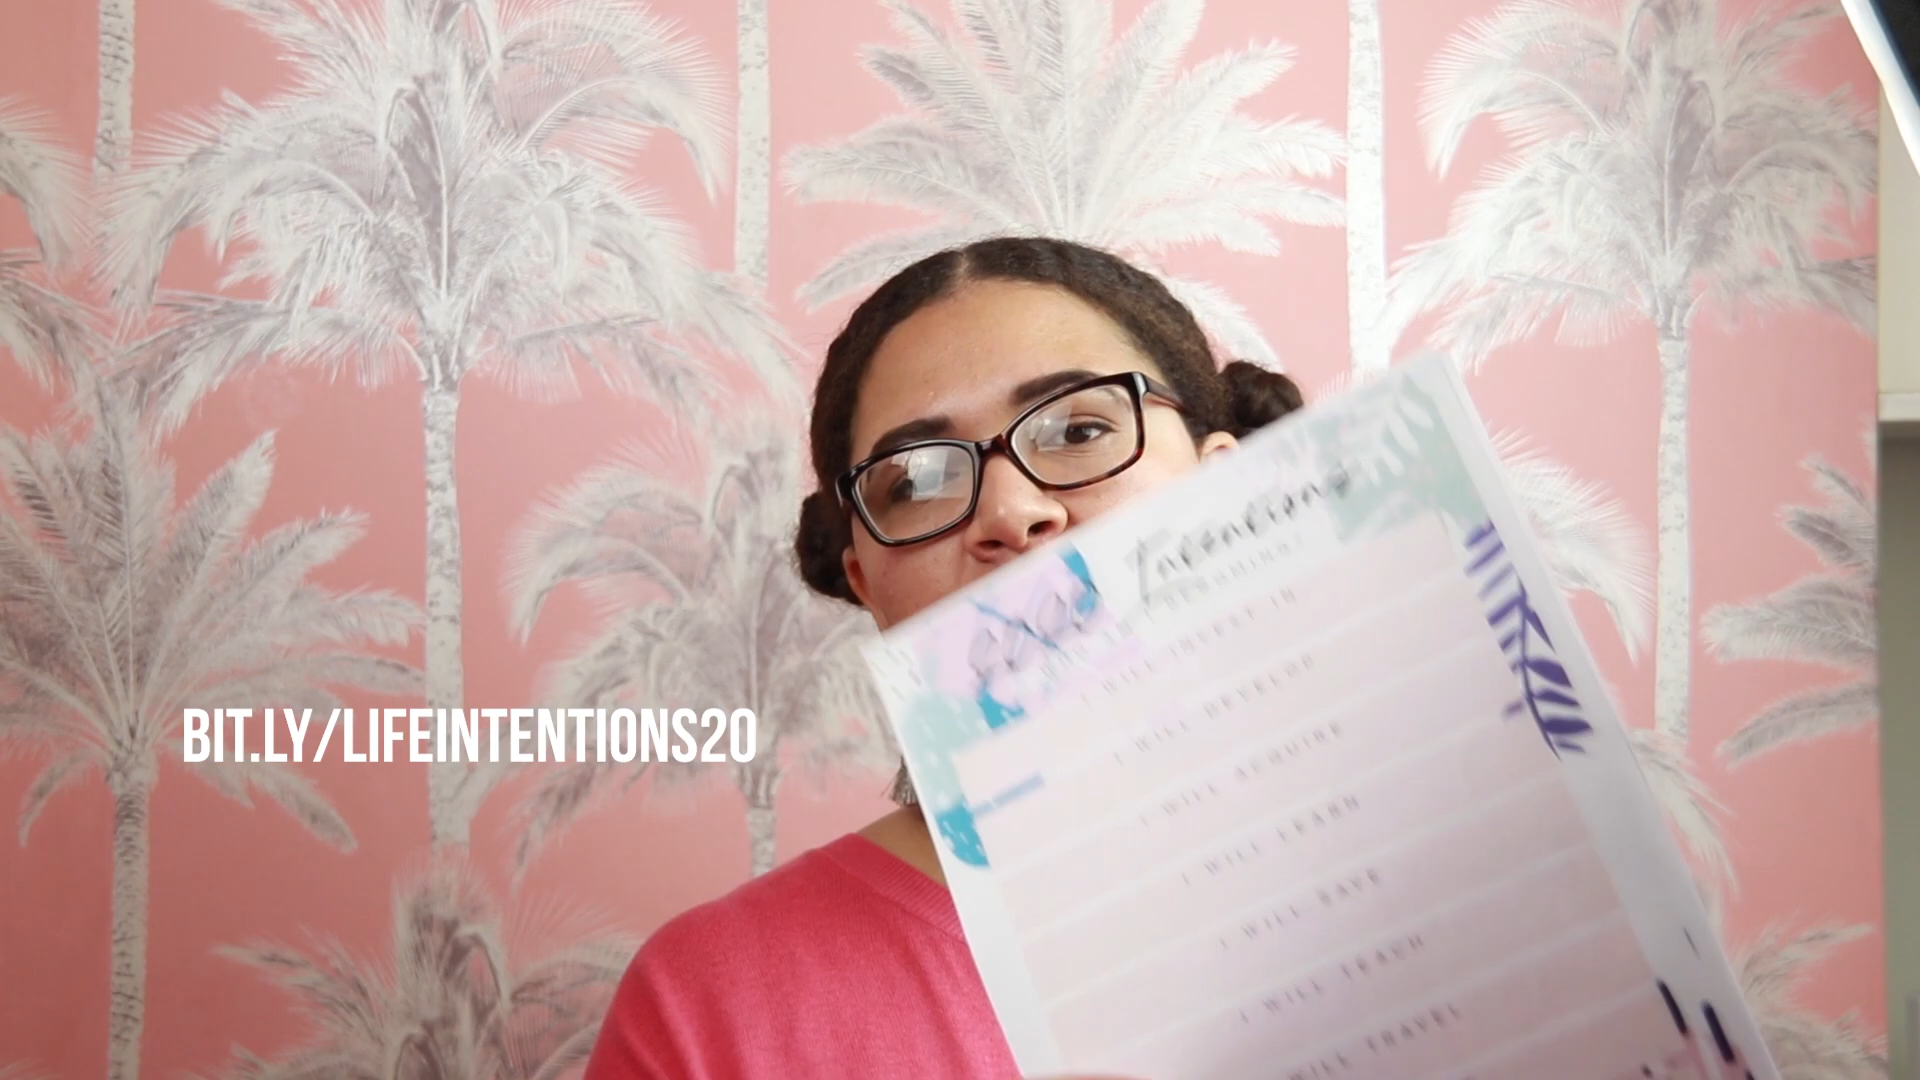 BIT.LY/LIFEINTENTIONS20
Intentions
I WILL INVEST IN
I WILL DEVELOP
I WILL ACQUIRE
I WILL LEARN
I WILL SAVE
I WILL TEACH
I WILL TRAVEL